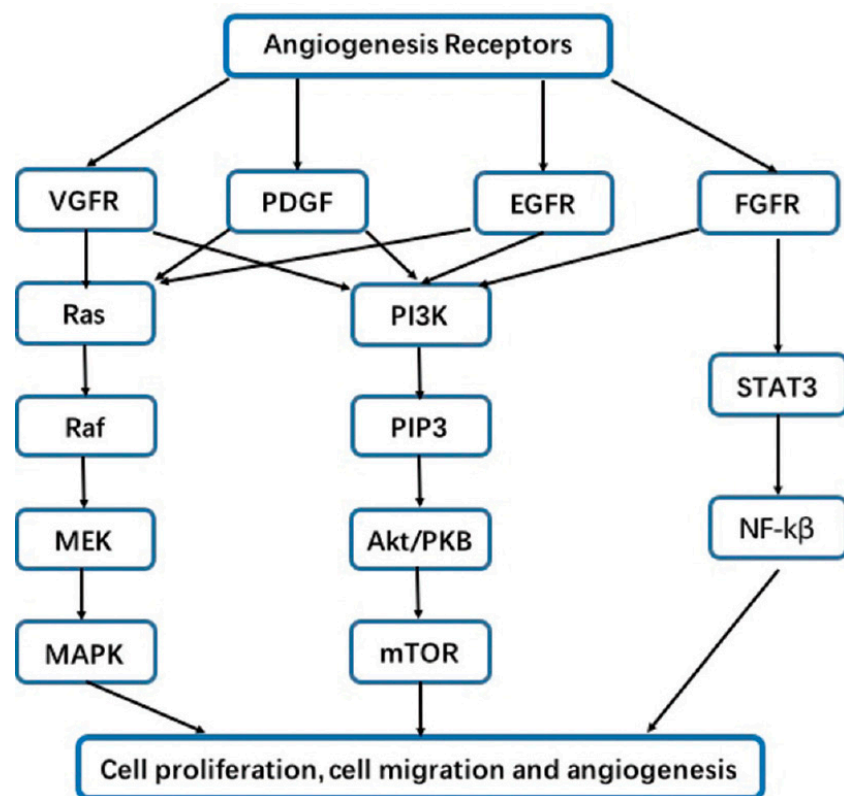 Angiogenesis Receptors
VGFR
PDGF
EGFR
FGFR
Ras
PI3K
STAT3
Raf
PIP3
MEK
Akt/PKB
NF-kβ
MAPK
mTOR
Cell proliferation, cell migration and angiogenesis